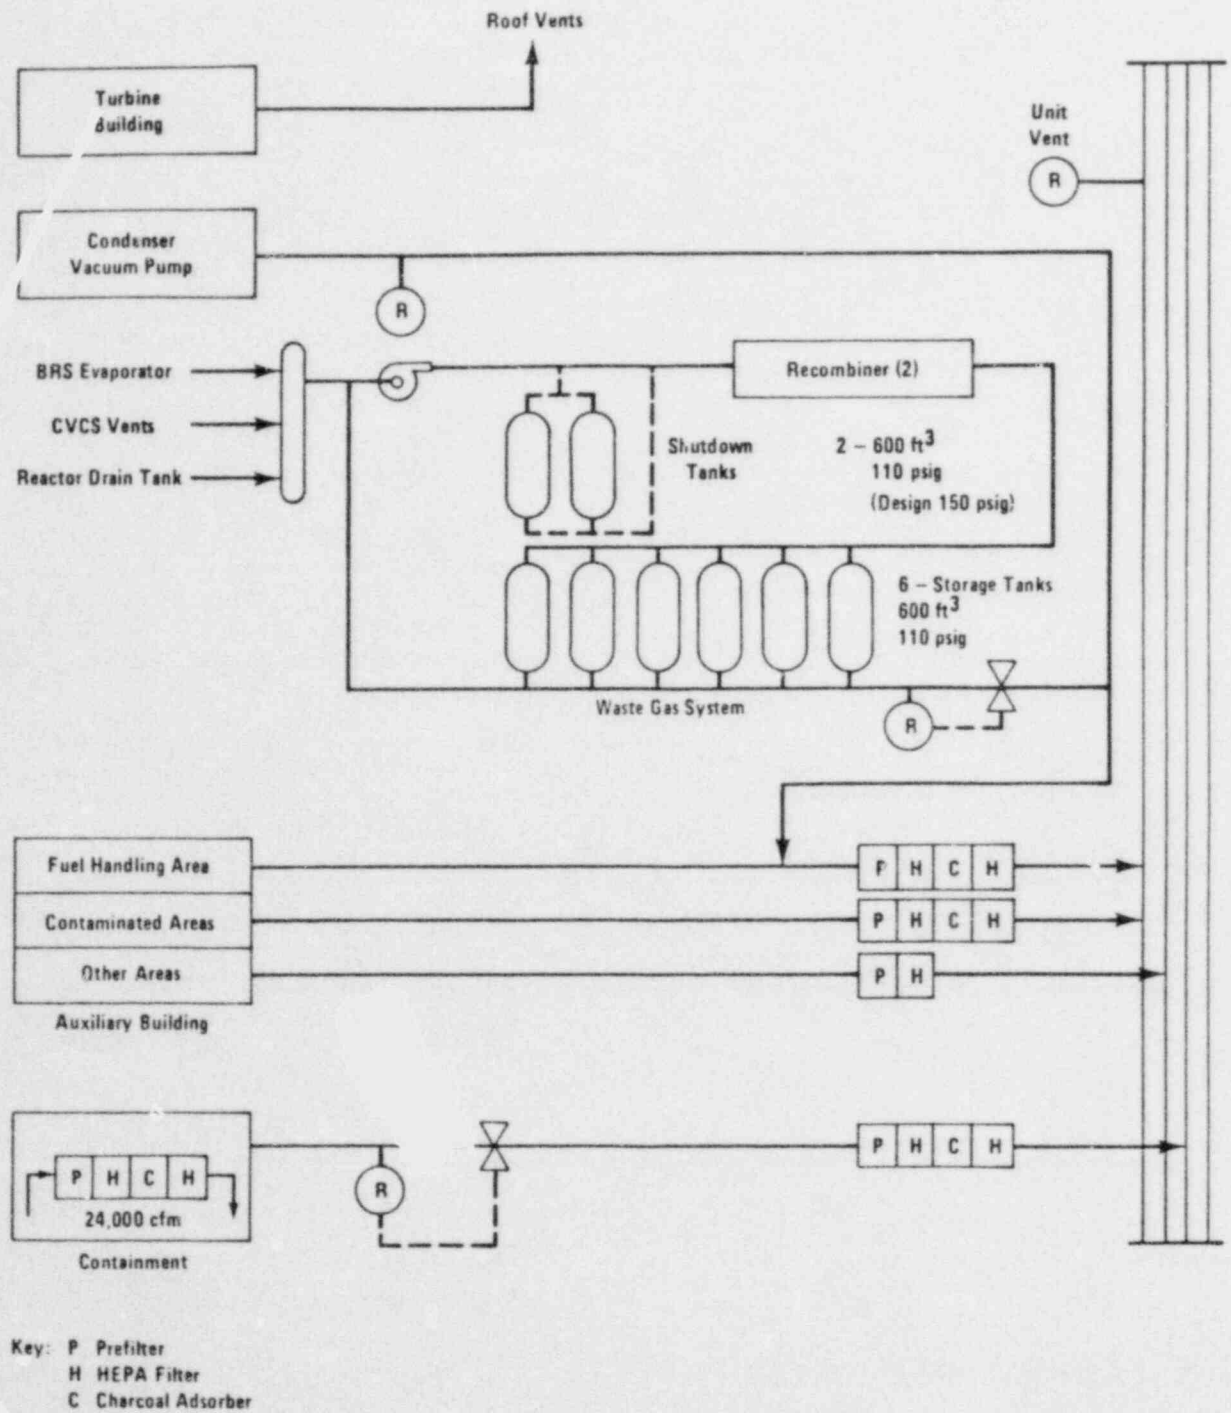 Roof Vents
Turbine
Building
Unit
Vent
R
Condenser
Vacuum Pump
R
BRS Evaporator
CVCS Vents
Reactor Drain Tank
Recombiner (2)
Shutdown
Tanks
2 – 600 ft³
110 psig
(Design 150 psig)
6 – Storage Tanks
600 ft³
110 psig
Waste Gas System
R
Fuel Handling Area
P H C H
Contaminated Areas
P H C H
Other Areas
P H
Auxiliary Building
P H C H
24,000 cfm
Containment
R
P H C H
Key: P Prefilter
H HEPA Filter
C Charcoal Adsorber